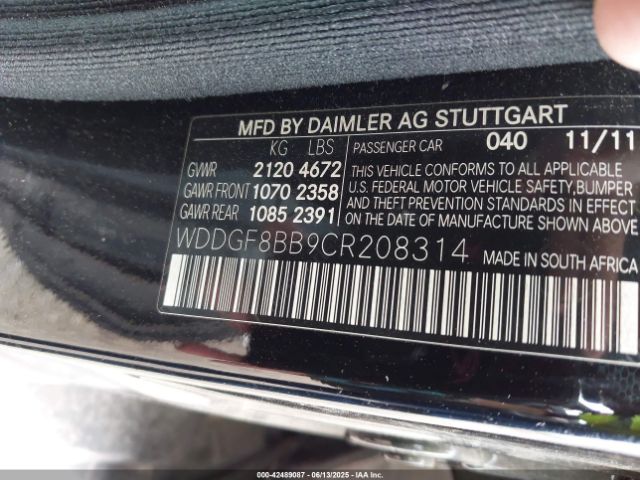 MFD BY DAIMLER AG STUTTGART
KG LBS
GVWR 2120 4672
GAWR FRONT 1070 2358
GAWR REAR 1085 2391
PASSENGER CAR 040 11/11
THIS VEHICLE CONFORMS TO ALL APPLICABLE
U.S. FEDERAL MOTOR VEHICLE SAFETY, BUMPER
AND THEFT PREVENTION STANDARDS IN EFFECT
ON THE DATE OF MANUFACTURE SHOWN ABOVE
WDDGF8BB9CR208314 MADE IN SOUTH AFRICA
000-42489087 - 06/13/2025 - IAA Inc.